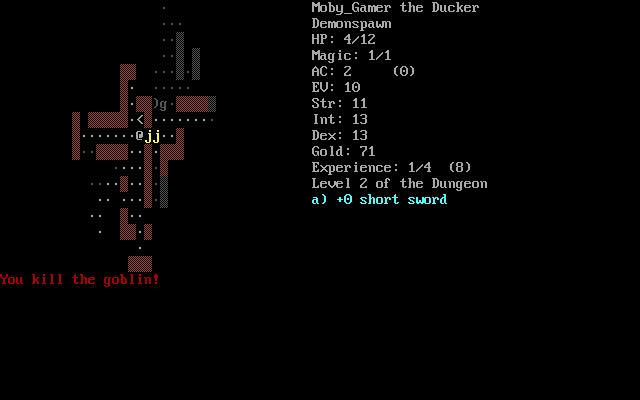 Moby_Gamer the Ducker
Demonspawn
HP: 4/12
Magic: 1/1
AC: 2     (0)
EV: 10
Str: 11
Int: 13
Dex: 13
Gold: 71
Experience: 1/4  (8)
Level 2 of the Dungeon
a) +0 short sword
)g
<
@jj
You kill the goblin!